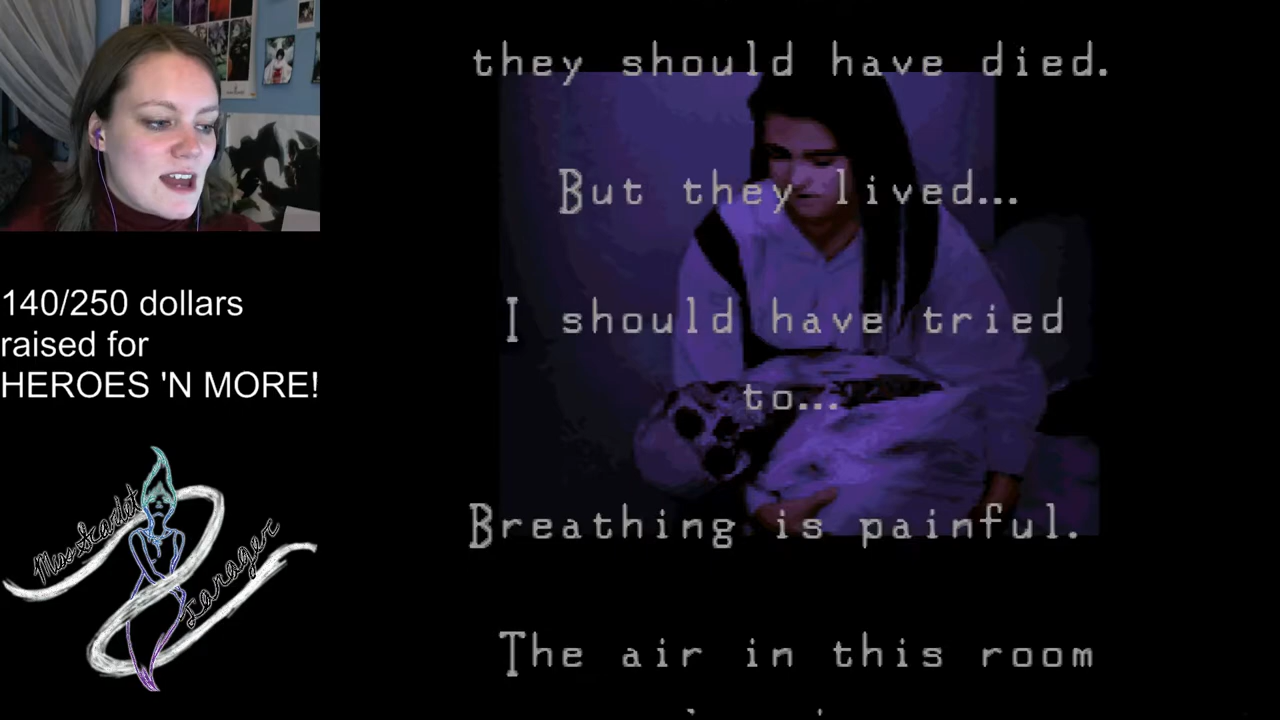 140/250 dollars
raised for
HEROES 'N MORE!
they should have died.
But they lived...
I should have tried
to...
Breathing is painful.
The air in this room